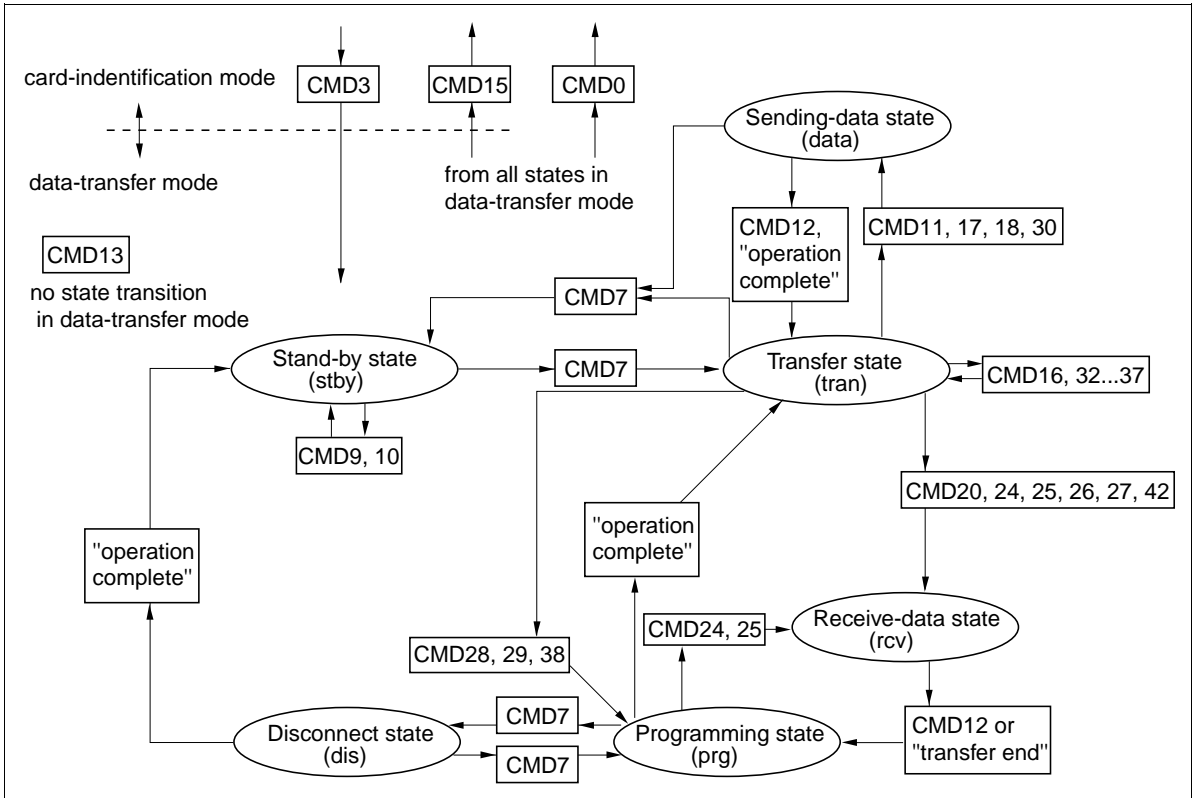 card-indentification mode
CMD3
CMD15
CMD0
Sending-data state
(data)
data-transfer mode
from all states in
data-transfer mode
CMD12,
"operation
complete"
CMD11, 17, 18, 30
CMD13
no state transition
in data-transfer mode
CMD7
Stand-by state
(stby)
CMD7
Transfer state
(tran)
CMD16, 32...37
CMD9, 10
CMD20, 24, 25, 26, 27, 42
"operation
complete"
"operation
complete"
CMD24, 25
Receive-data state
(rcv)
CMD28, 29, 38
CMD7
Disconnect state
(dis)
CMD7
Programming state
(prg)
CMD12 or
"transfer end"